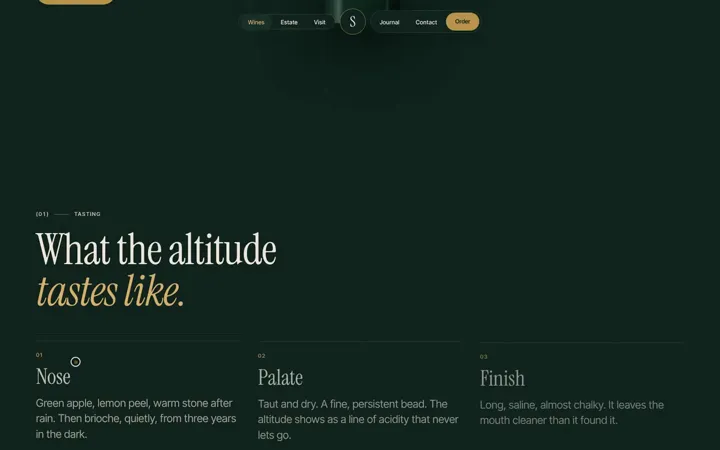 Wines Estate Visit S Journal Contact Order
(01) TASTING
What the altitude
tastes like.
01
Nose
Green apple, lemon peel, warm stone after
rain. Then brioche, quietly, from three years
in the dark.
02
Palate
Taut and dry. A fine, persistent bead. The
altitude shows as a line of acidity that never
lets go.
03
Finish
Long, saline, almost chalky. It leaves the
mouth cleaner than it found it.